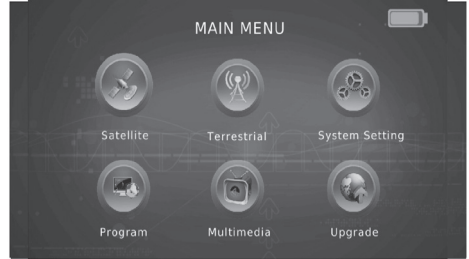 MAIN MENU
Satellite Terrestrial System Setting
Program Multimedia Upgrade